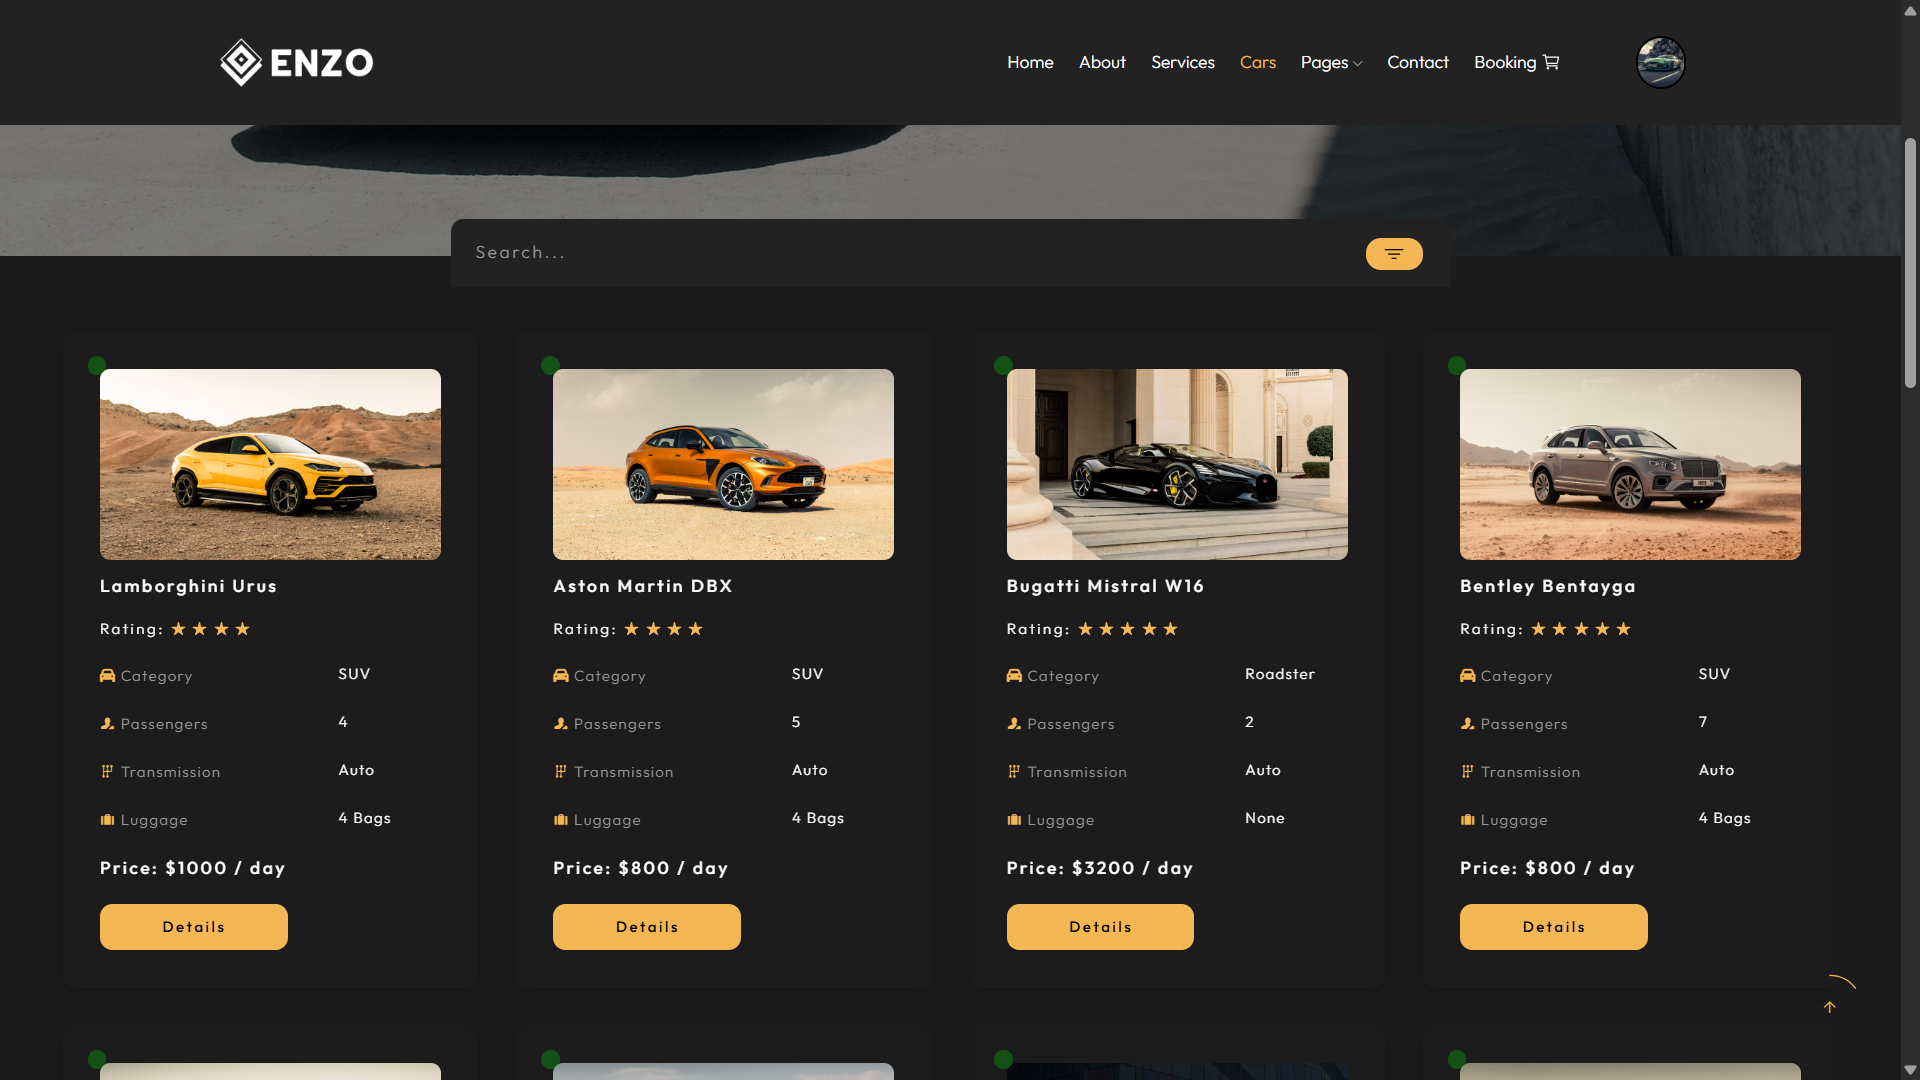 ENZO
Home About Services Cars Pages Contact Booking
Search...
Lamborghini Urus
Rating:
Category SUV
Passengers 4
Transmission Auto
Luggage 4 Bags
Price: $1000 / day
Details
Aston Martin DBX
Rating:
Category SUV
Passengers 5
Transmission Auto
Luggage 4 Bags
Price: $800 / day
Details
Bugatti Mistral W16
Rating:
Category Roadster
Passengers 2
Transmission Auto
Luggage None
Price: $3200 / day
Details
Bentley Bentayga
Rating:
Category SUV
Passengers 7
Transmission Auto
Luggage 4 Bags
Price: $800 / day
Details